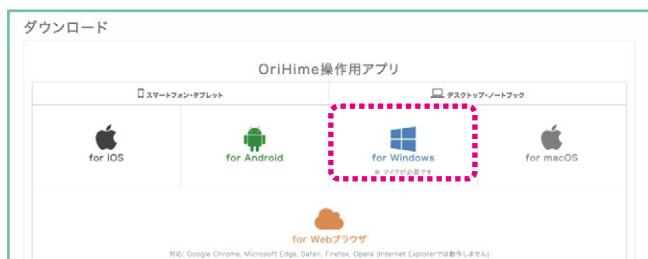 ダウンロード
OriHime操作用アプリ
スマートフォン・タブレット
デスクトップ・ノートブック
for iOS
for Android
for Windows
※ マイクが必要です
for macOS
for Webブラウザ
対応: Google Chrome, Microsoft Edge, Safari, Firefox, Opera (Internet Explorerでは動作しません)